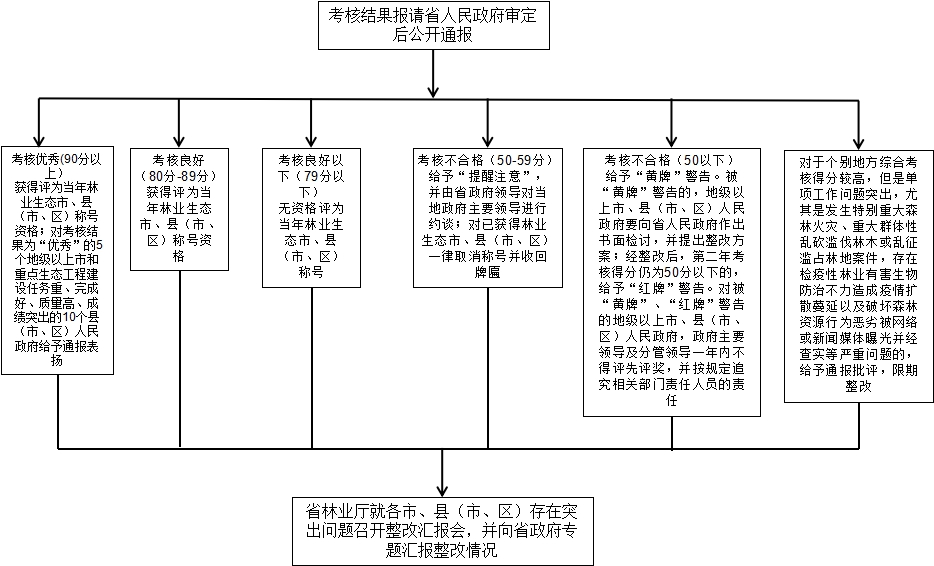 考核结果报请省人民政府审定
后公开通报
考核优秀(90分以
上)
获得评为当年林
业生态市、县
（市、区）称号
资格；对考核结
果为“优秀”的5
个地级以上市和
重点生态工程建
设任务重、完成
好、质量高、成
绩突出的10个县
（市、区）人民
政府给予通报表
扬
考核良好
（80分-89分）
获得评为当
年林业生态
市、县（市、
区）称号资
格
考核良好以
下（79分以
下）
无资格评为
当年林业生
态市、县
（市、区）
称号
考核不合格（50-59分）
给予“提醒注意”，
并由省政府领导对当
地政府主要领导进行
约谈；对已获得林业
生态市、县（市、区）
一律取消称号并收回
牌匾
考核不合格（50以下）
给予“黄牌”警告。被
“黄牌”警告的，地级以
上市、县（市、区）人民
政府要向省人民政府作出
书面检讨，并提出整改方
案；经整改后，第二年考
核得分仍为50分以下的，
给予“红牌”警告。对被
“黄牌”、“红牌”警告
的地级以上市、县（市、
区）人民政府，政府主要
领导及分管领导一年内不
得评先评奖，并按规定追
究相关部门责任人员的责
任
对于个别地方综合考
核得分较高，但是单
项工作问题突出，尤
其是发生特别重大森
林火灾、重大群体性
乱砍滥伐林木或乱征
滥占林地案件，存在
检疫性林业有害生物
防治不力造成疫情扩
散蔓延以及破坏森林
资源行为恶劣被网络
或新闻媒体曝光并经
查实等严重问题的，
给予通报批评，限期
整改
省林业厅就各市、县（市、区）存在突
出问题召开整改汇报会，并向省政府专
题汇报整改情况